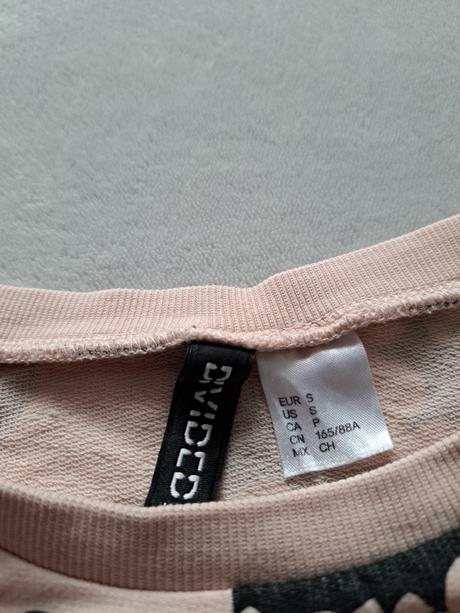 DIVIDED
EUR S
US S
CA P
CN 165/88A
MX CH